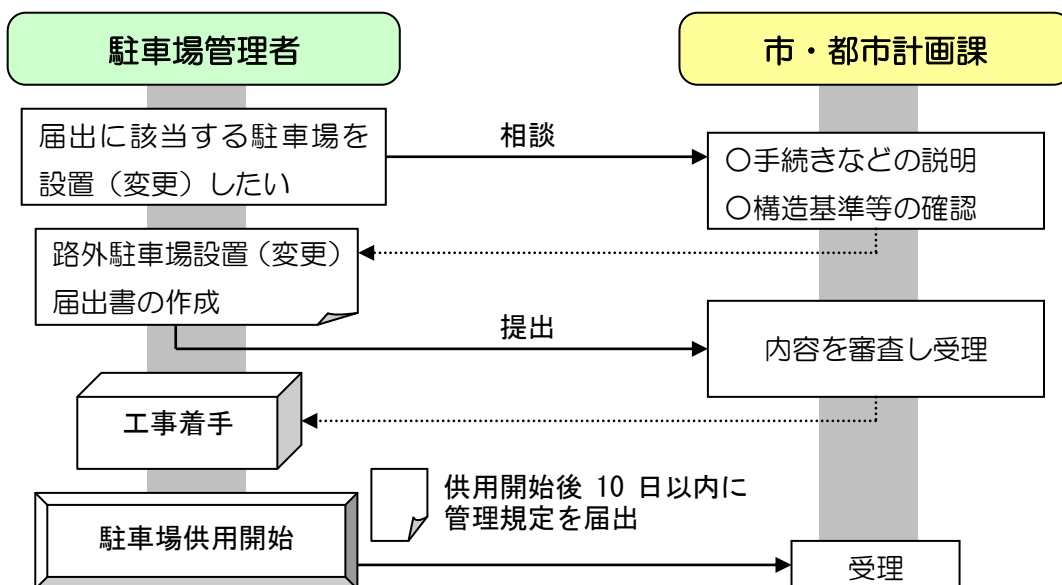 駐車場管理者
市・都市計画課
届出に該当する駐車場を
設置（変更）したい
相談
〇手続きなどの説明
〇構造基準等の確認
路外駐車場設置（変更）
届出書の作成
提出
内容を審査し受理
工事着手
供用開始後 10 日以内に
管理規定を届出
駐車場供用開始
受理